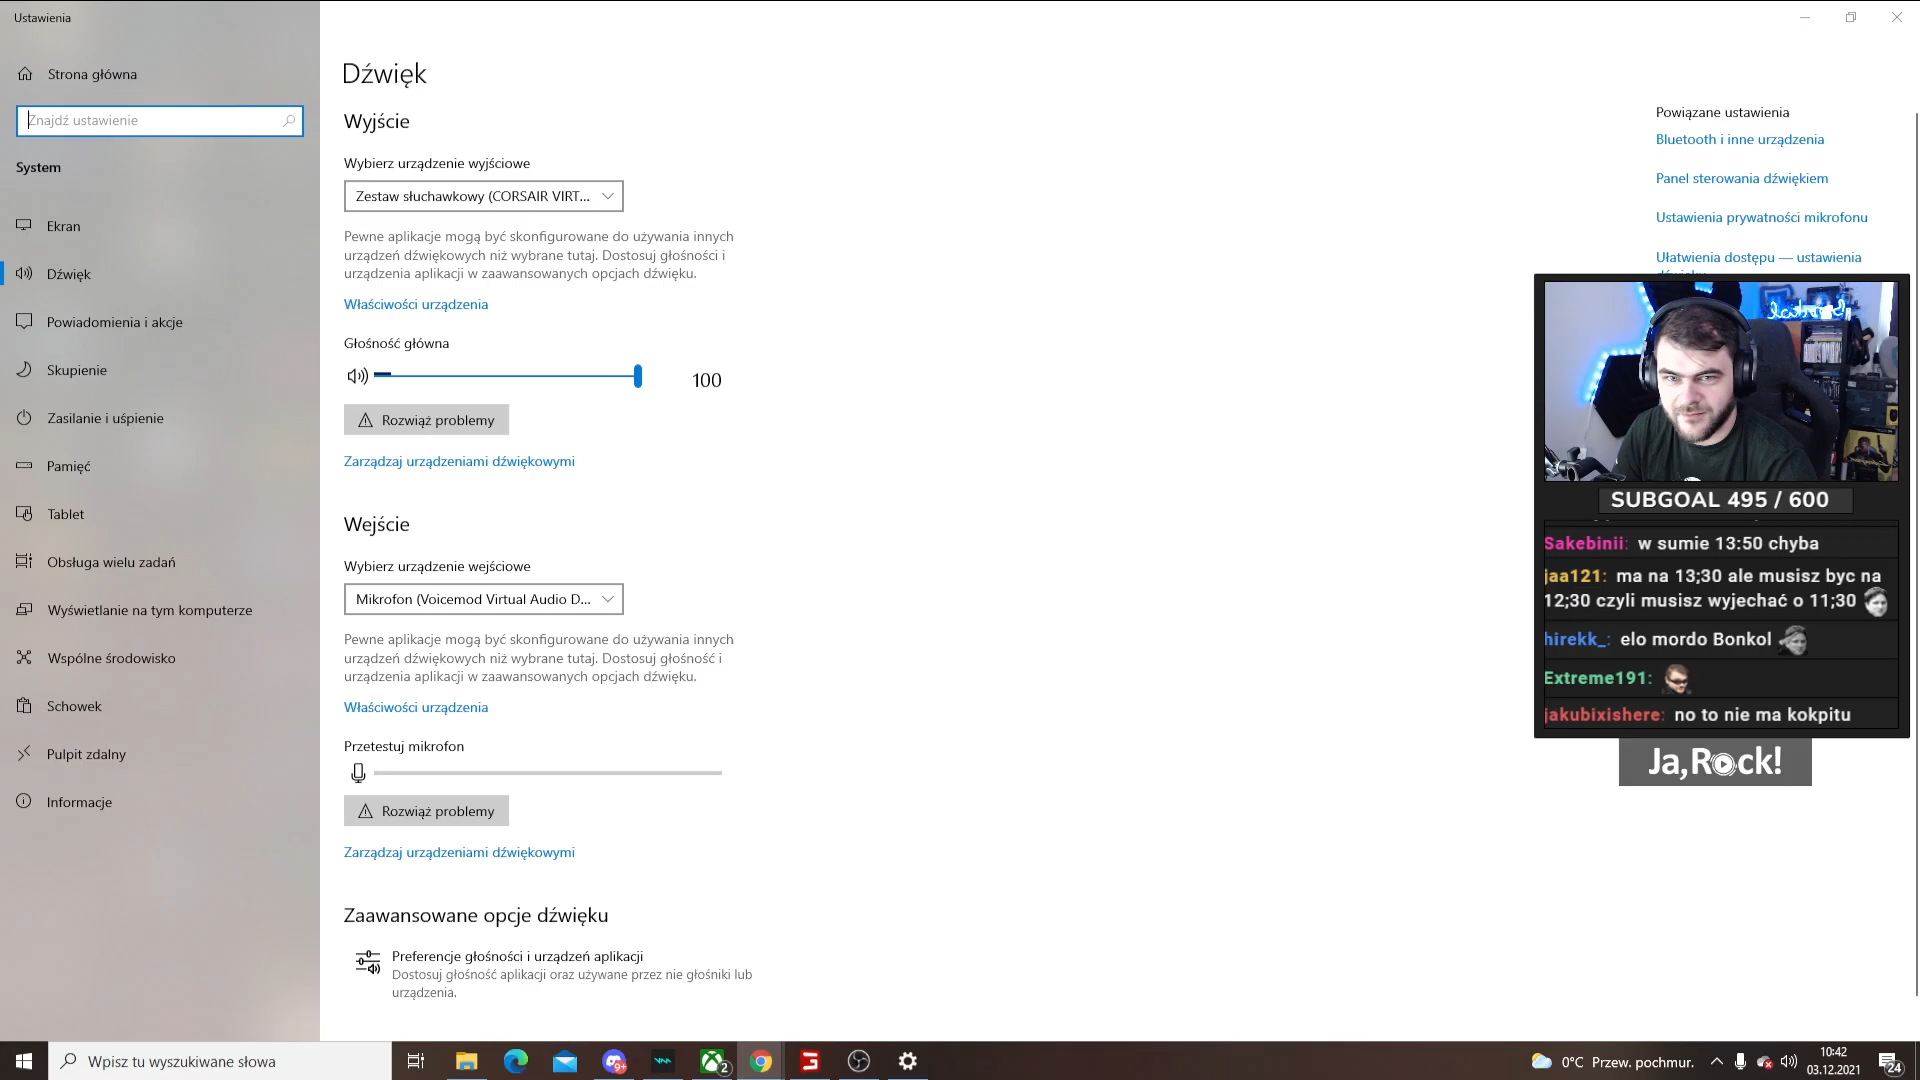 Ustawienia
Strona główna
Znajdź ustawienie
System
Ekran
Dźwięk
Powiadomienia i akcje
Skupienie
Zasilanie i uśpienie
Pamięć
Tablet
Obsługa wielu zadań
Wyświetlanie na tym komputerze
Wspólne środowisko
Schowek
Pulpit zdalny
Informacje
Dźwięk
Wyjście
Wybierz urządzenie wyjściowe
Zestaw słuchawkowy (CORSAIR VIRT...
Pewne aplikacje mogą być skonfigurowane do używania innych
urządzeń dźwiękowych niż wybrane tutaj. Dostosuj głośności i
urządzenia aplikacji w zaawansowanych opcjach dźwięku.
Właściwości urządzenia
Głośność główna
100
Rozwiąż problemy
Zarządzaj urządzeniami dźwiękowymi
Wejście
Wybierz urządzenie wejściowe
Mikrofon (Voicemod Virtual Audio D...
Pewne aplikacje mogą być skonfigurowane do używania innych
urządzeń dźwiękowych niż wybrane tutaj. Dostosuj głośność i
urządzenia aplikacji w zaawansowanych opcjach dźwięku.
Właściwości urządzenia
Przetestuj mikrofon
Rozwiąż problemy
Zarządzaj urządzeniami dźwiękowymi
Zaawansowane opcje dźwięku
Preferencje głośności i urządzeń aplikacji
Dostosuj głośność aplikacji oraz używane przez nie głośniki lub
urządzenia.
Powiązane ustawienia
Bluetooth i inne urządzenia
Panel sterowania dźwiękiem
Ustawienia prywatności mikrofonu
Ułatwienia dostępu — ustawienia
SUBGOAL 495 / 600
Sakebinii: w sumie 13:50 chyba
jaa121: ma na 13;30 ale musisz byc na
12;30 czyli musisz wyjechać o 11;30
hirekk_: elo mordo Bonkol
Extreme191:
jakubixishere: no to nie ma kokpitu
Ja,Rock!
Wpisz tu wyszukiwane słowa
9+
2
0°C Przew. pochmur.
10:42
03.12.2021
24